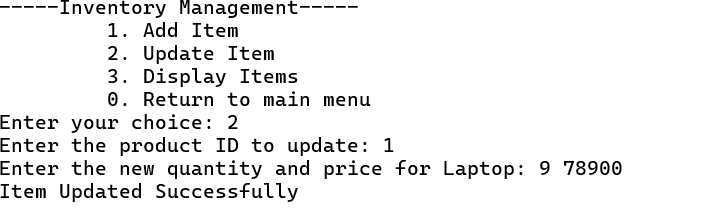 -----Inventory Management-----
1. Add Item
2. Update Item
3. Display Items
0. Return to main menu
Enter your choice: 2
Enter the product ID to update: 1
Enter the new quantity and price for Laptop: 9 78900
Item Updated Successfully